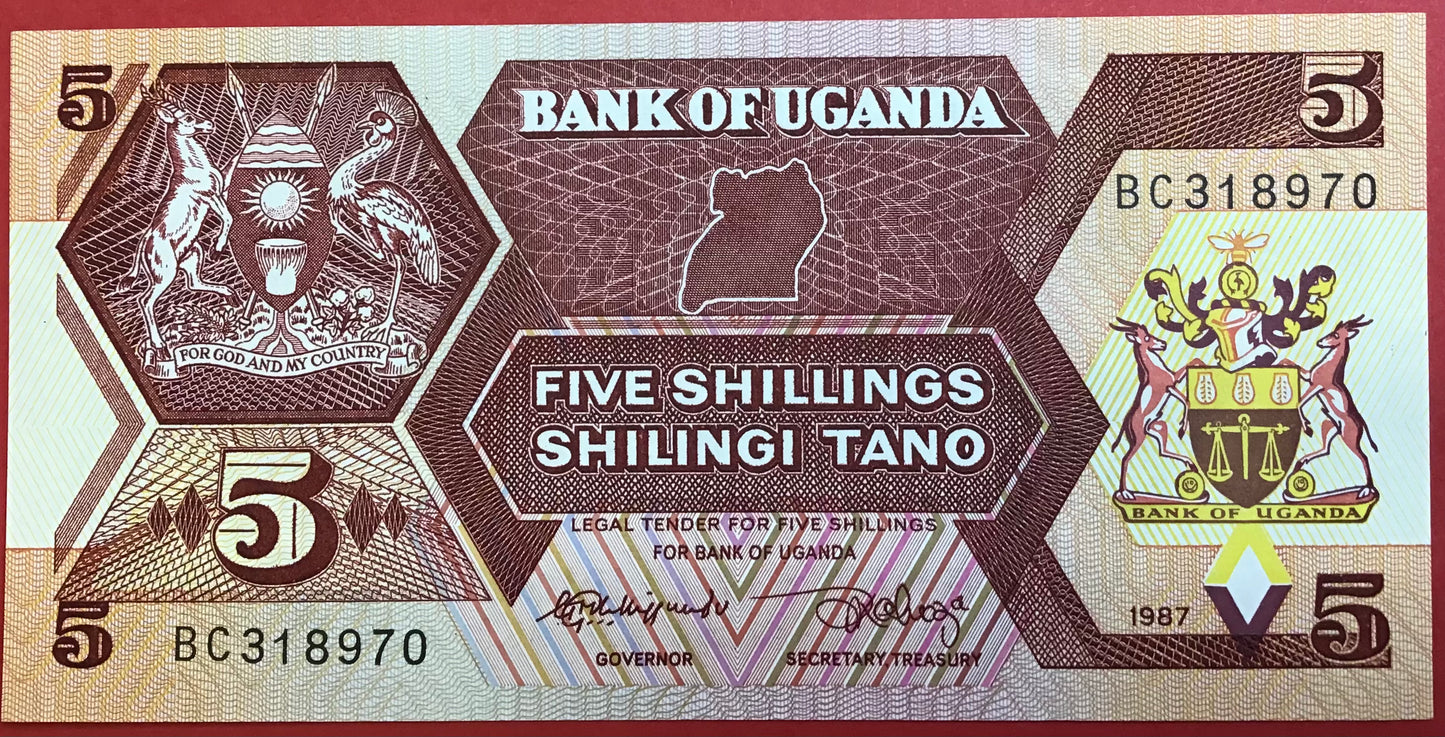 5
5
BANK OF UGANDA
BC318970
FOR GOD AND MY COUNTRY
FIVE SHILLINGS
SHILINGI TANO
BANK OF UGANDA
5
LEGAL TENDER FOR FIVE SHILLINGS
FOR BANK OF UGANDA
1987
5
5
BC318970
GOVERNOR
SECRETARY, TREASURY